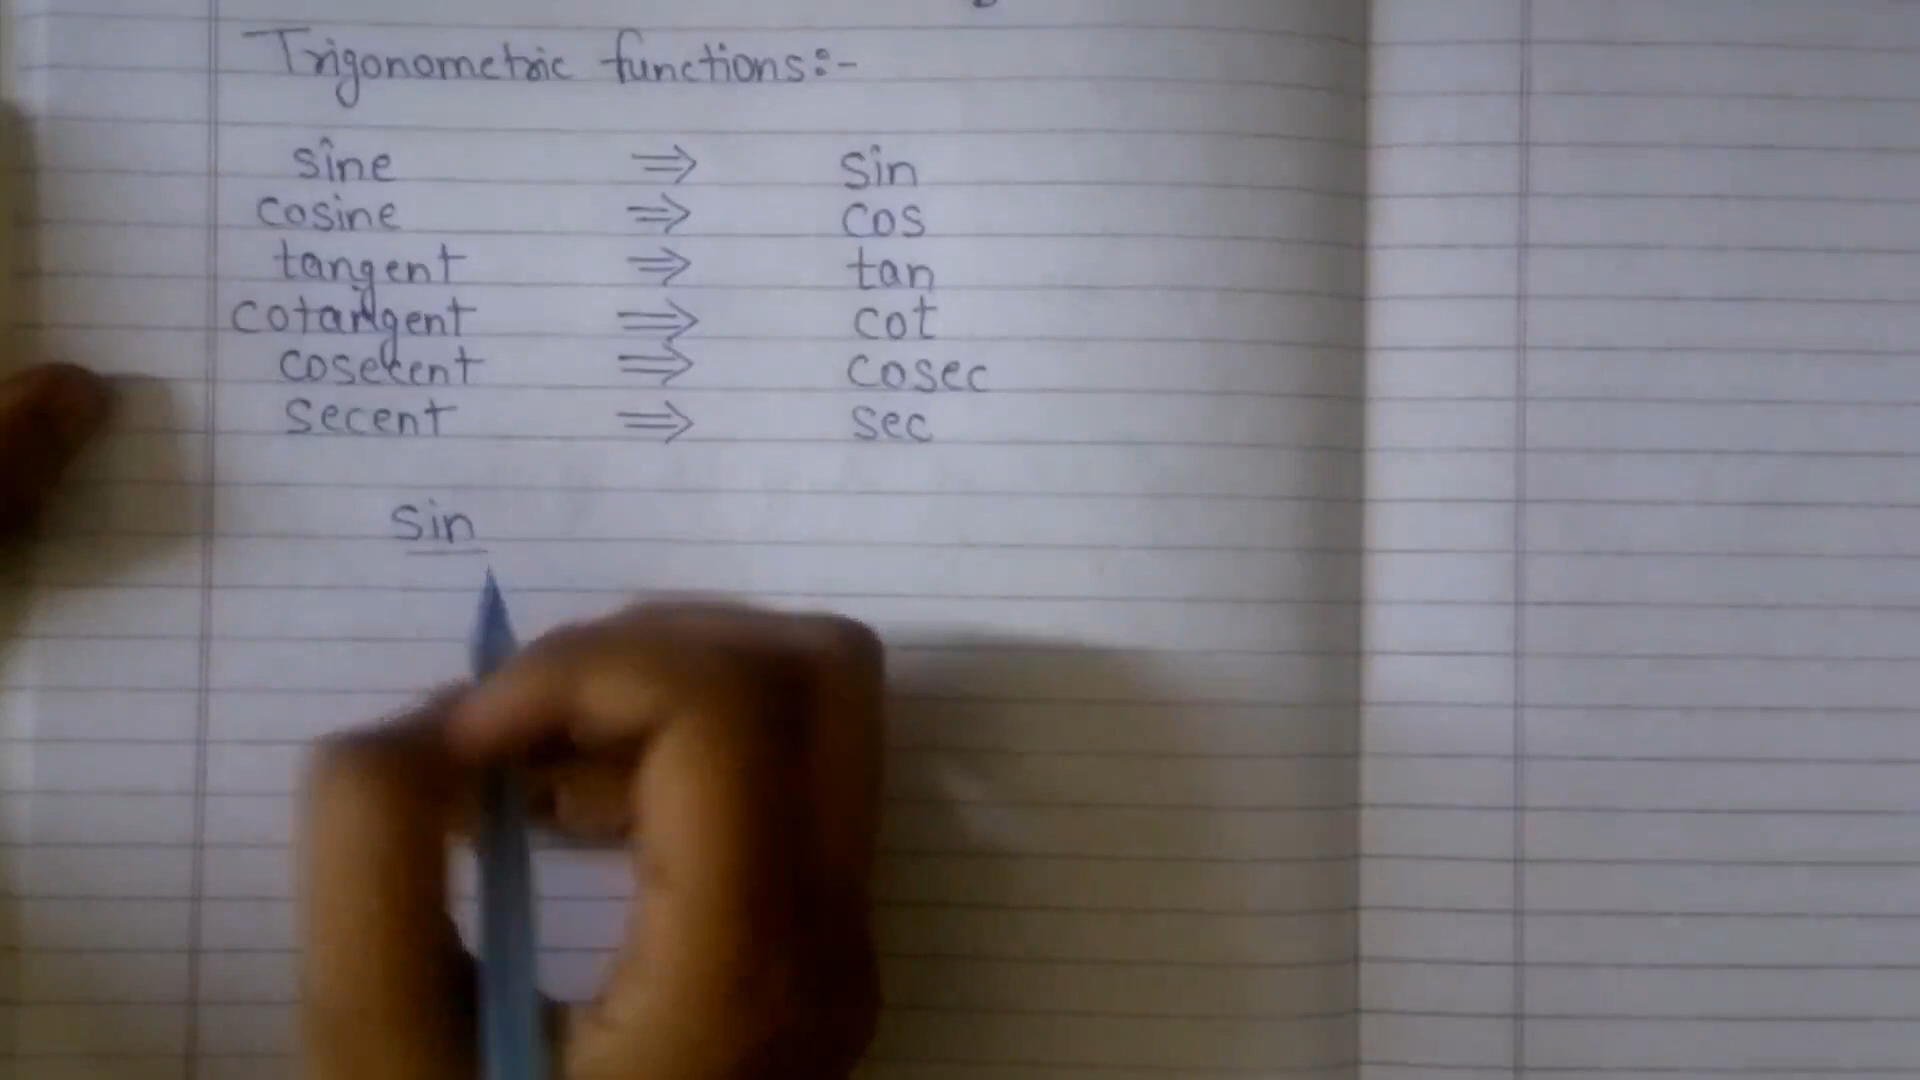 Trigonometric functions:-
sine ⇒ sin
cosine ⇒ cos
tangent ⇒ tan
cotangent ⇒ cot
cosecent ⇒ cosec
secent ⇒ sec
sin